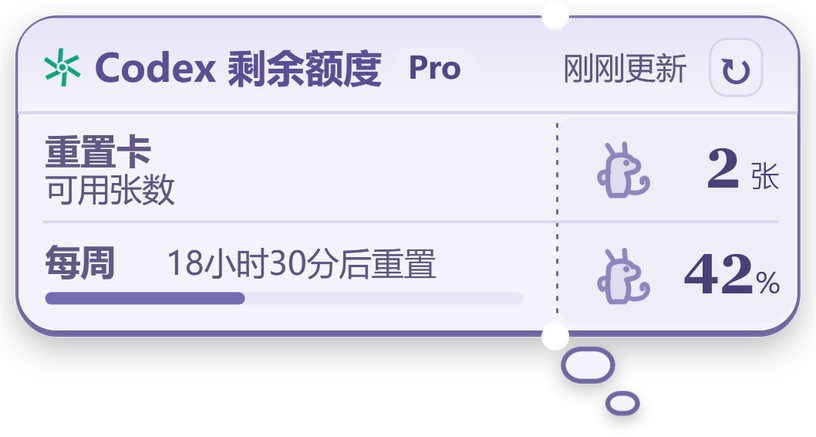 Codex 剩余额度 Pro 刚刚更新
重置卡
可用张数
2 张
每周 18小时30分后重置
42%